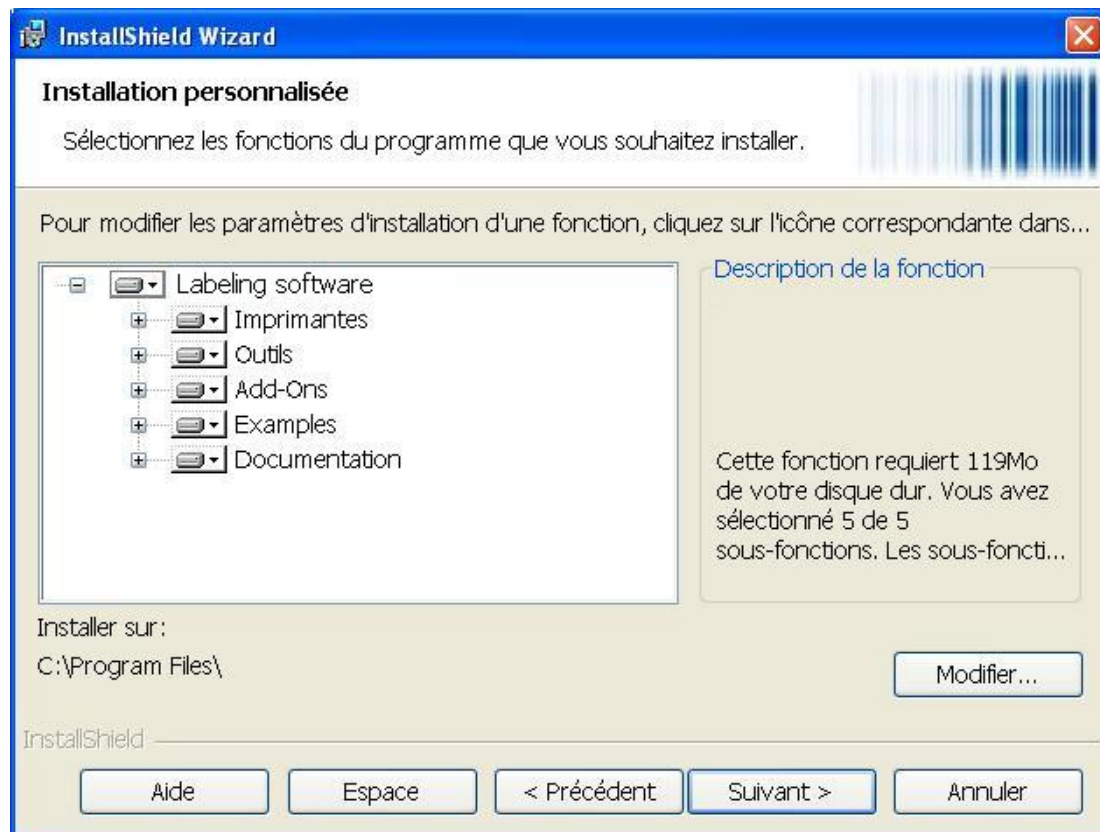 InstallShield Wizard
Installation personnalisée
Sélectionnez les fonctions du programme que vous souhaitez installer.
Pour modifier les paramètres d'installation d'une fonction, cliquez sur l'icône correspondante dans...
Labeling software
Imprimantes
Outils
Add-Ons
Examples
Documentation
Description de la fonction
Cette fonction requiert 119Mo
de votre disque dur. Vous avez
sélectionné 5 de 5
sous-fonctions. Les sous-foncti...
Installer sur:
C:\Program Files\
Modifier...
InstallShield
Aide
Espace
< Précédent
Suivant >
Annuler